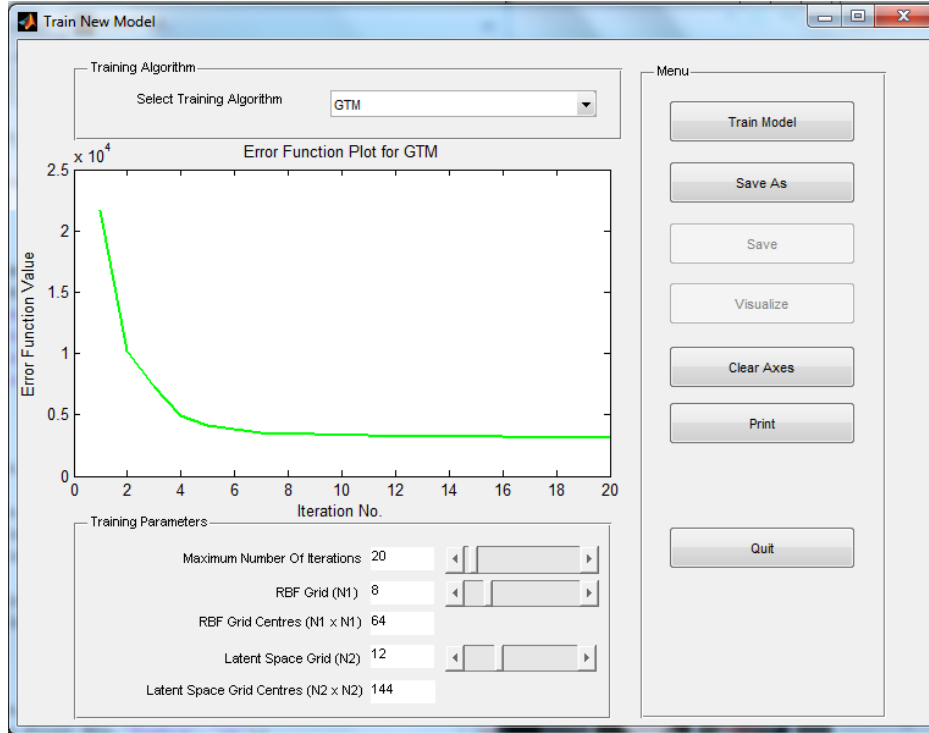 Train New Model
Training Algorithm
Select Training Algorithm GTM
Menu
Train Model
Save As
Save
Visualize
Clear Axes
Print
Quit
Error Function Plot for GTM
x 10^4
2.5
2
1.5
1
0.5
0
Error Function Value
0 2 4 6 8 10 12 14 16 18 20
Iteration No.
Training Parameters
Maximum Number Of Iterations 20
RBF Grid (N1) 8
RBF Grid Centres (N1 x N1) 64
Latent Space Grid (N2) 12
Latent Space Grid Centres (N2 x N2) 144